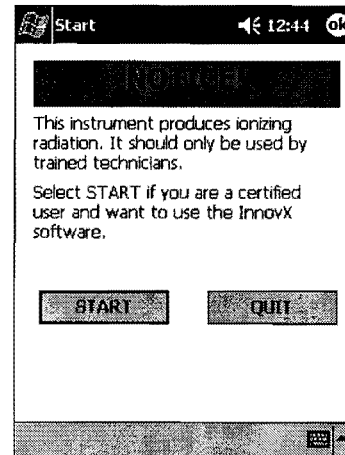 Start 12:44 ok
NOTICE
This instrument produces ionizing
radiation. It should only be used by
trained technicians.
Select START if you are a certified
user and want to use the InnovX
software.
START QUIT